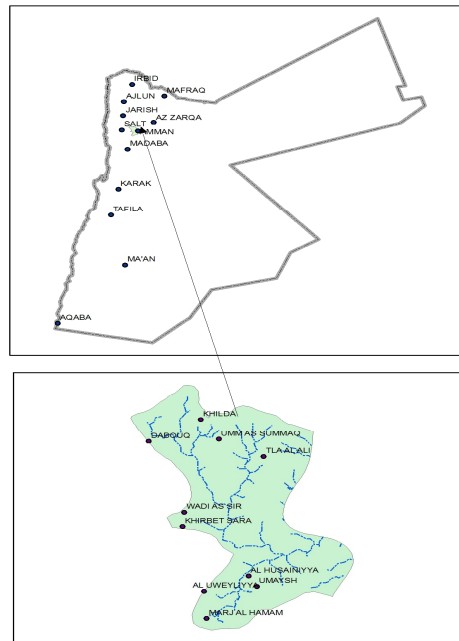 IRBID
MAFRAQ
AJLUN
JARISH
AZ ZARQA
SALT
AMMAN
MADABA
KARAK
TAFILA
MA'AN
AQABA
KHILDA
DABOUQ
UMM AS SUMMAQ
TLA AL ALI
WADI AS SIR
KHIRBET SARA
AL HUSAINIYYA
AL UWEYLIYYA
UMAYSH
MARJ AL HAMAM